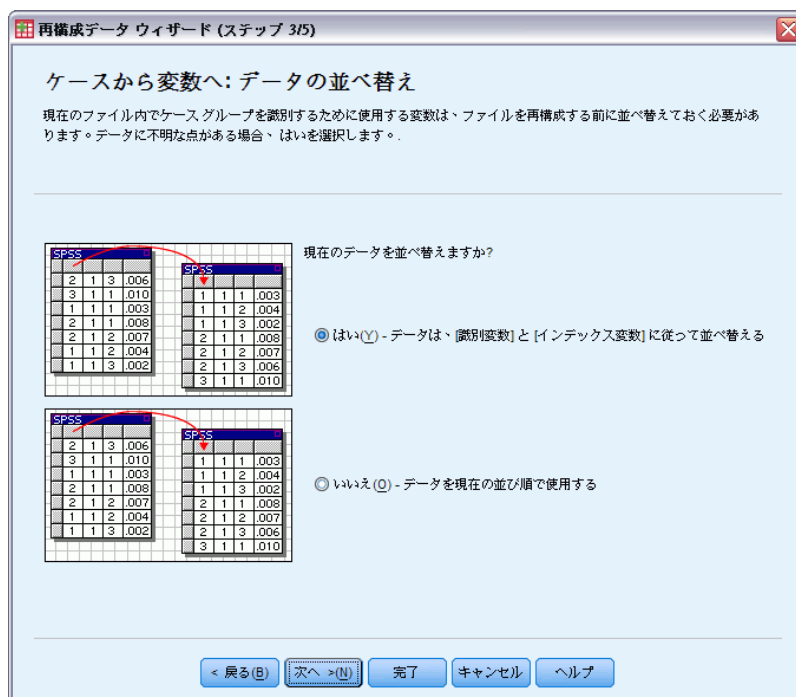 再構成データ ウィザード (ステップ 3/5)
ケースから変数へ: データの並べ替え
現在のファイル内でケース グループを識別するために使用する変数は、ファイルを再構成する前に並べ替えておく必要があ
ります。データに不明な点がある場合、 はいを選択します。.
SPSS
2 1 3 .006
3 1 1 .010
1 1 1 .003
2 1 1 .008
2 1 2 .007
1 1 2 .004
1 1 3 .002
SPSS
1 1 1 .003
1 1 2 .004
1 1 3 .002
2 1 1 .008
2 1 2 .007
2 1 3 .006
3 1 1 .010
現在のデータを並べ替えますか?
はい(Y) - データは、[識別変数] と [インデックス変数] に従って並べ替える
SPSS
2 1 3 .006
3 1 1 .010
1 1 1 .003
2 1 1 .008
2 1 2 .007
1 1 2 .004
1 1 3 .002
SPSS
1 1 1 .003
1 1 2 .004
1 1 3 .002
2 1 1 .008
2 1 2 .007
2 1 3 .006
3 1 1 .010
いいえ(O) - データを現在の並び順で使用する
< 戻る(B) 次へ >(N) 完了 キャンセル ヘルプ